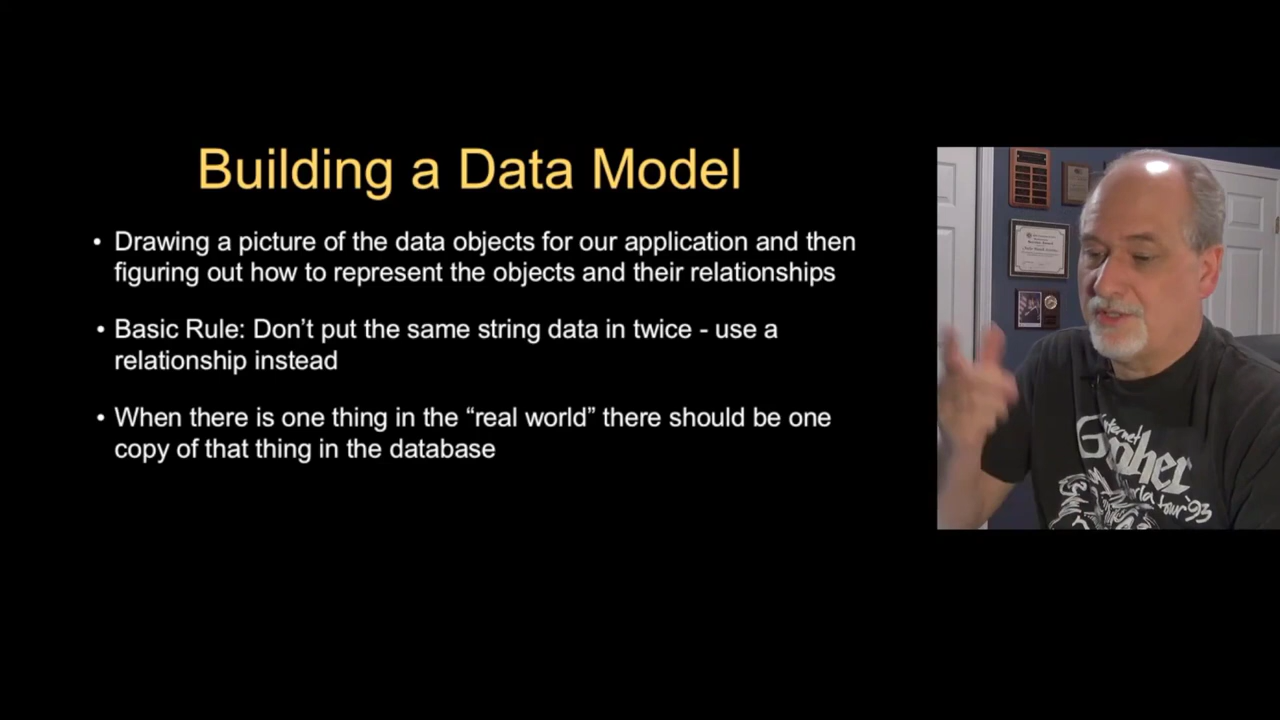 Building a Data Model
• Drawing a picture of the data objects for our application and then
figuring out how to represent the objects and their relationships
• Basic Rule: Don’t put the same string data in twice - use a
relationship instead
• When there is one thing in the “real world” there should be one
copy of that thing in the database
Internet
Gopher
World tour '93